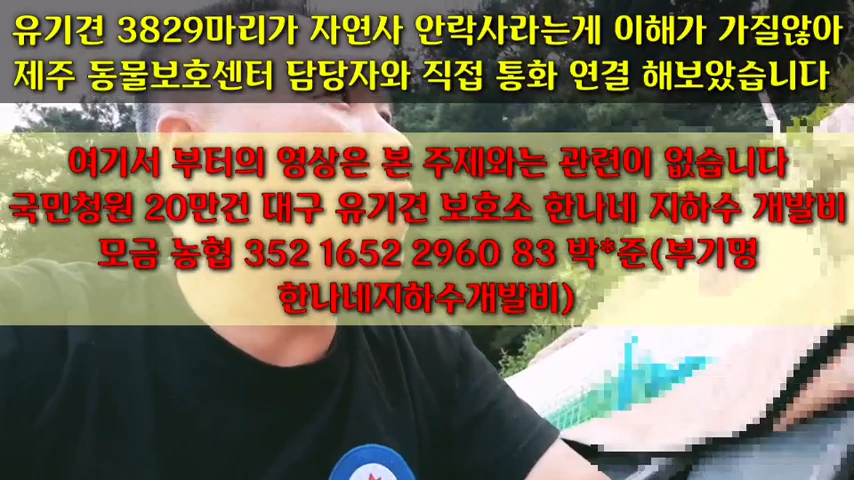 유기견 3829마리가 자연사 안락사라는게 이해가 가질않아
제주 동물보호센터 담당자와 직접 통화 연결 해보았습니다
여기서 부터의 영상은 본 주제와는 관련이 없습니다
국민청원 20만건 대구 유기견 보호소 한나네 지하수 개발비
모금 농협 352 1652 2960 83 박*준(부기명
한나네지하수개발비)